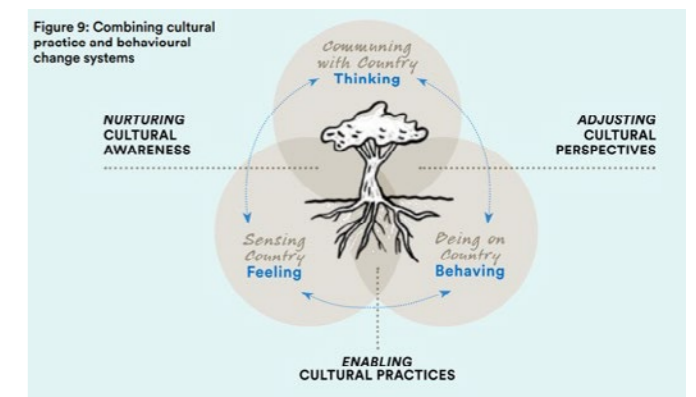 Figure 9: Combining cultural
practice and behavioural
change systems
Communing
with Country
Thinking
NURTURING
CULTURAL
AWARENESS
ADJUSTING
CULTURAL
PERSPECTIVES
Sensing
Country
Feeling
Being on
Country
Behaving
ENABLING
CULTURAL PRACTICES